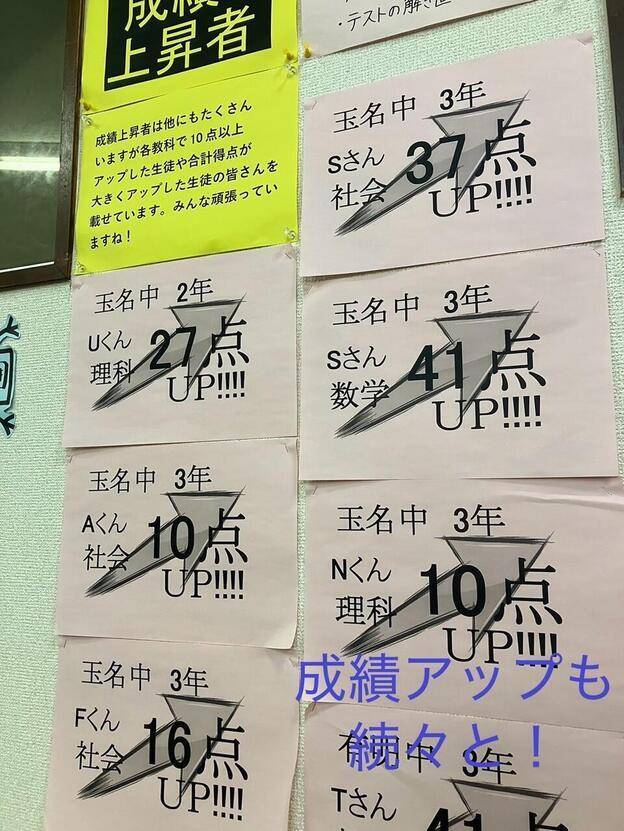 成績
上昇者
成績上昇者は他にもたくさん
いますが各教科で10点以上
アップした生徒や合計得点が
大きくアップした生徒の皆さんを
載せています。みんな頑張ってい
ますね！
玉名中 2年
Uくん
理科 27点
UP!!!!
玉名中 3年
Aくん
社会 10点
UP!!!!
玉名中 3年
Fくん
社会 16点
UP!!!!
・テストの解き直
玉名中 3年
Sさん
社会 37点
UP!!!!
玉名中 3年
Sさん
数学 41点
UP!!!!
玉名中 3年
Nくん
理科 10点
UP!!!!
成績アップも
続々と！
有明中 3年
Tさん
41点